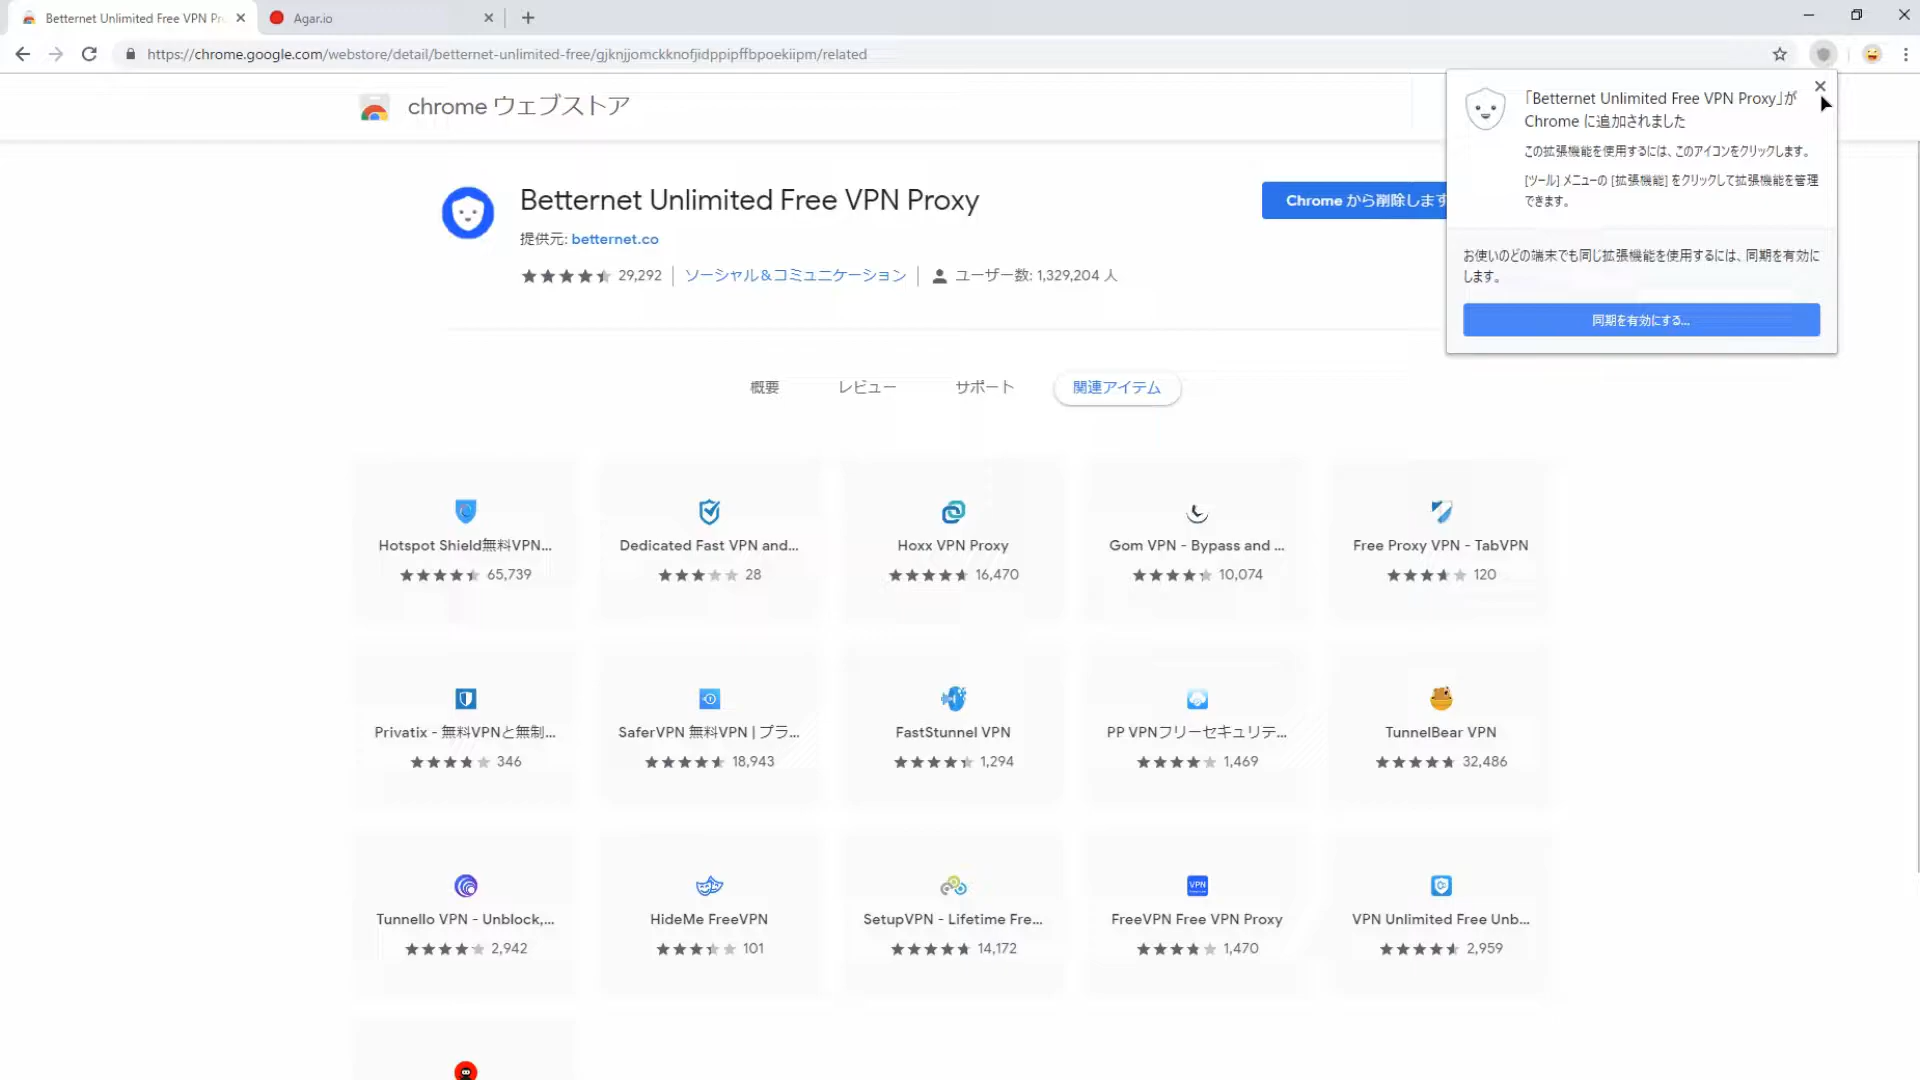 Betternet Unlimited Free VPN Pr
Agar.io
https://chrome.google.com/webstore/detail/betternet-unlimited-free/gjknjjomckknofjidppipffbpoekiipm/related
chrome ウェブストア
「Betternet Unlimited Free VPN Proxy」が
Chrome に追加されました
この拡張機能を使用するには、このアイコンをクリックします。
[ツール] メニューの [拡張機能] をクリックして拡張機能を管理
できます。
お使いのどの端末でも同じ拡張機能を使用するには、同期を有効に
します。
同期を有効にする...
Betternet Unlimited Free VPN Proxy
Chrome から削除します
提供元: betternet.co
29,292
ソーシャル＆コミュニケーション
ユーザー数: 1,329,204 人
概要
レビュー
サポート
関連アイテム
Hotspot Shield無料VPN...
65,739
Dedicated Fast VPN and...
28
Hoxx VPN Proxy
16,470
Gom VPN - Bypass and ...
10,074
Free Proxy VPN - TabVPN
120
Privatix - 無料VPNと無制...
346
SaferVPN 無料VPN | プラ...
18,943
FastStunnel VPN
1,294
PP VPNフリーセキュリテ...
1,469
TunnelBear VPN
32,486
Tunnello VPN - Unblock,...
2,942
HideMe FreeVPN
101
SetupVPN - Lifetime Fre...
14,172
VPN
FreeVPN Free VPN Proxy
1,470
VPN Unlimited Free Unb...
2,959